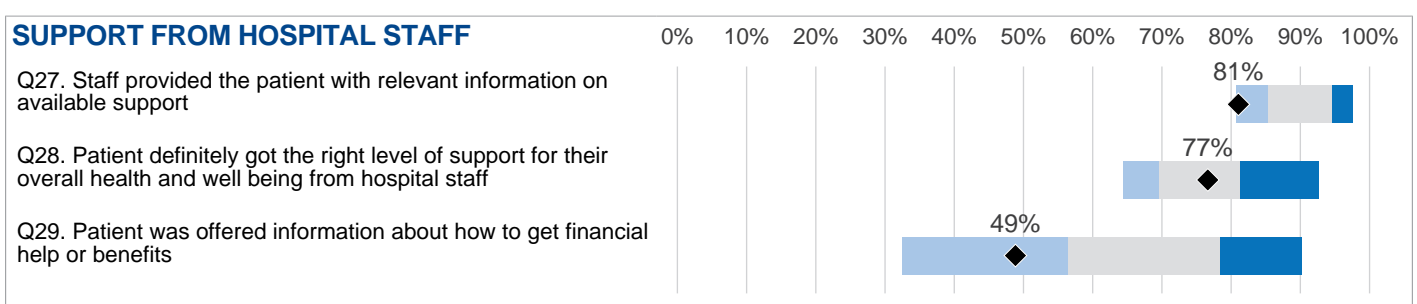 SUPPORT FROM HOSPITAL STAFF 0% 10% 20% 30% 40% 50% 60% 70% 80% 90% 100%
Q27. Staff provided the patient with relevant information on
available support
81%
Q28. Patient definitely got the right level of support for their
overall health and well being from hospital staff
77%
Q29. Patient was offered information about how to get financial
help or benefits
49%